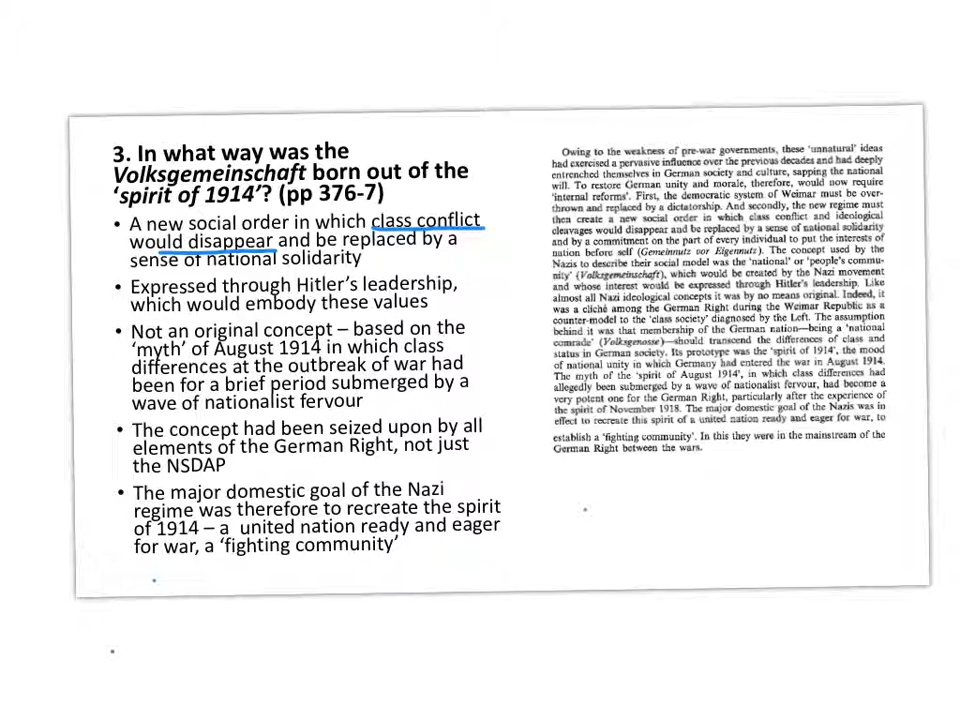 3. In what way was the
Volksgemeinschaft born out of the
‘spirit of 1914’? (pp 376-7)
• A new social order in which class conflict
would disappear and be replaced by a
sense of national solidarity
• Expressed through Hitler’s leadership,
which would embody these values
• Not an original concept – based on the
‘myth’ of August 1914 in which class
differences at the outbreak of war had
been for a brief period submerged by a
wave of nationalist fervour
• The concept had been seized upon by all
elements of the German Right, not just
the NSDAP
• The major domestic goal of the Nazi
regime was therefore to recreate the spirit
of 1914 – a united nation ready and eager
for war, a ‘fighting community’
Owing to the weakness of pre-war governments, these ‘unnatural’ ideas
had exercised a pervasive influence over the previous decades and had deeply
entrenched themselves in German society and culture, sapping the national
will. To restore German unity and morale, therefore, would now require
‘internal reforms’. First, the democratic system of Weimar must be over-
thrown and replaced by a dictatorship. And secondly, the new regime must
then create a new social order in which class conflict and ideological
cleavages would disappear and be replaced by a sense of national solidarity
and by a commitment on the part of every individual to put the interests of
nation before self (Gemeinnutz vor Eigennutz). The concept used by the
Nazis to describe their social model was the ‘national’ or ‘people’s commu-
nity’ (Volksgemeinschaft), which would be created by the Nazi movement
and whose interest would be expressed through Hitler’s leadership. Like
almost all Nazi ideological concepts it was by no means original. Indeed, it
was a cliché among the German Right during the Weimar Republic as a
counter-model to the ‘class society’ diagnosed by the Left. The assumption
behind it was that membership of the German nation—being a ‘national
comrade’ (Volksgenosse)—should transcend the differences of class and
status in German society. Its prototype was the ‘spirit of 1914’, the mood
of national unity in which Germany had entered the war in August 1914.
The myth of the ‘spirit of August 1914’, in which class differences had
allegedly been submerged by a wave of nationalist fervour, had become a
very potent one for the German Right, particularly after the experience of
the spirit of November 1918. The major domestic goal of the Nazis was in
effect to recreate this spirit of a united nation ready and eager for war, to
establish a ‘fighting community’. In this they were in the mainstream of the
German Right between the wars.